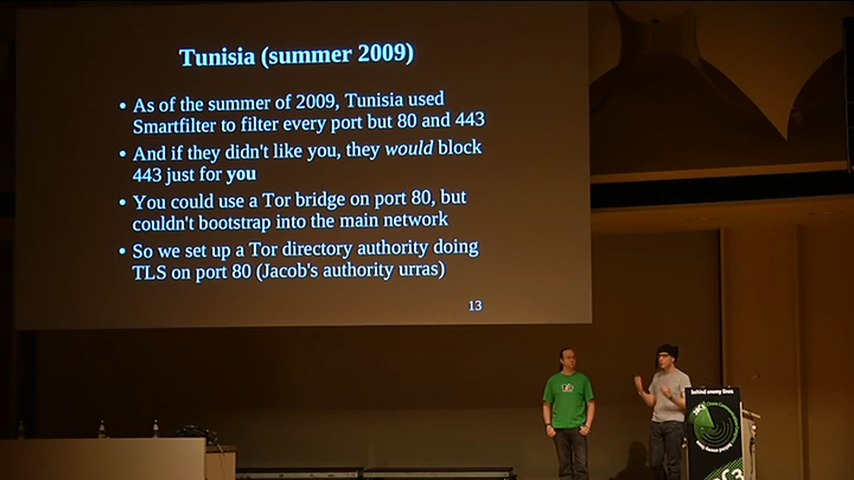 Tunisia (summer 2009)
• As of the summer of 2009, Tunisia used
Smartfilter to filter every port but 80 and 443
• And if they didn't like you, they would block
443 just for you
• You could use a Tor bridge on port 80, but
couldn't bootstrap into the main network
• So we set up a Tor directory authority doing
TLS on port 80 (Jacob's authority urras)
13
behind enemy lines